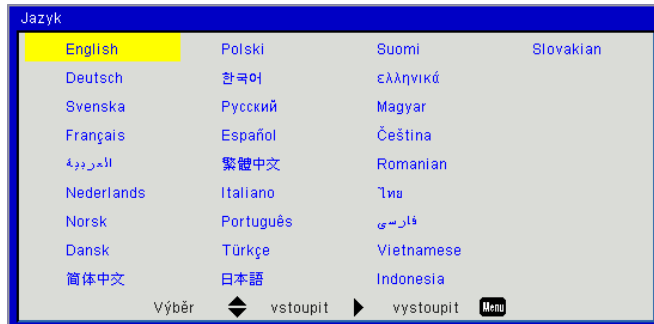 Jazyk
English Polski Suomi Slovakian
Deutsch 한국어 ελληνικά
Svenska Русский Magyar
Français Español Čeština
العربية 繁體中文 Romanian
Nederlands Italiano ไทย
Norsk Português فارسی
Dansk Türkçe Vietnamese
简体中文 日本語 Indonesia
Výběr vstoupit vystoupit Menu